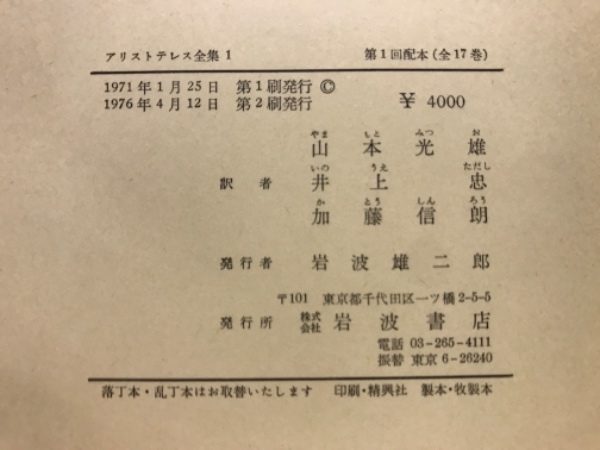 アリストテレス全集 1 第1回配本(全17巻)
1971年1月25日 第1刷発行 ©
1976年4月12日 第2刷発行 ¥ 4000
やま もと みつ お
山本光雄
いの うえ ただし
訳者 井上忠
か とう しん ろう
加藤信朗
発行者 岩波雄二郎
〒101 東京都千代田区一ツ橋2-5-5
発行所 株式会社 岩波書店
電話 03-265-4111
振替 東京6-26240
落丁本・乱丁本はお取替いたします 印刷・精興社 製本・牧製本